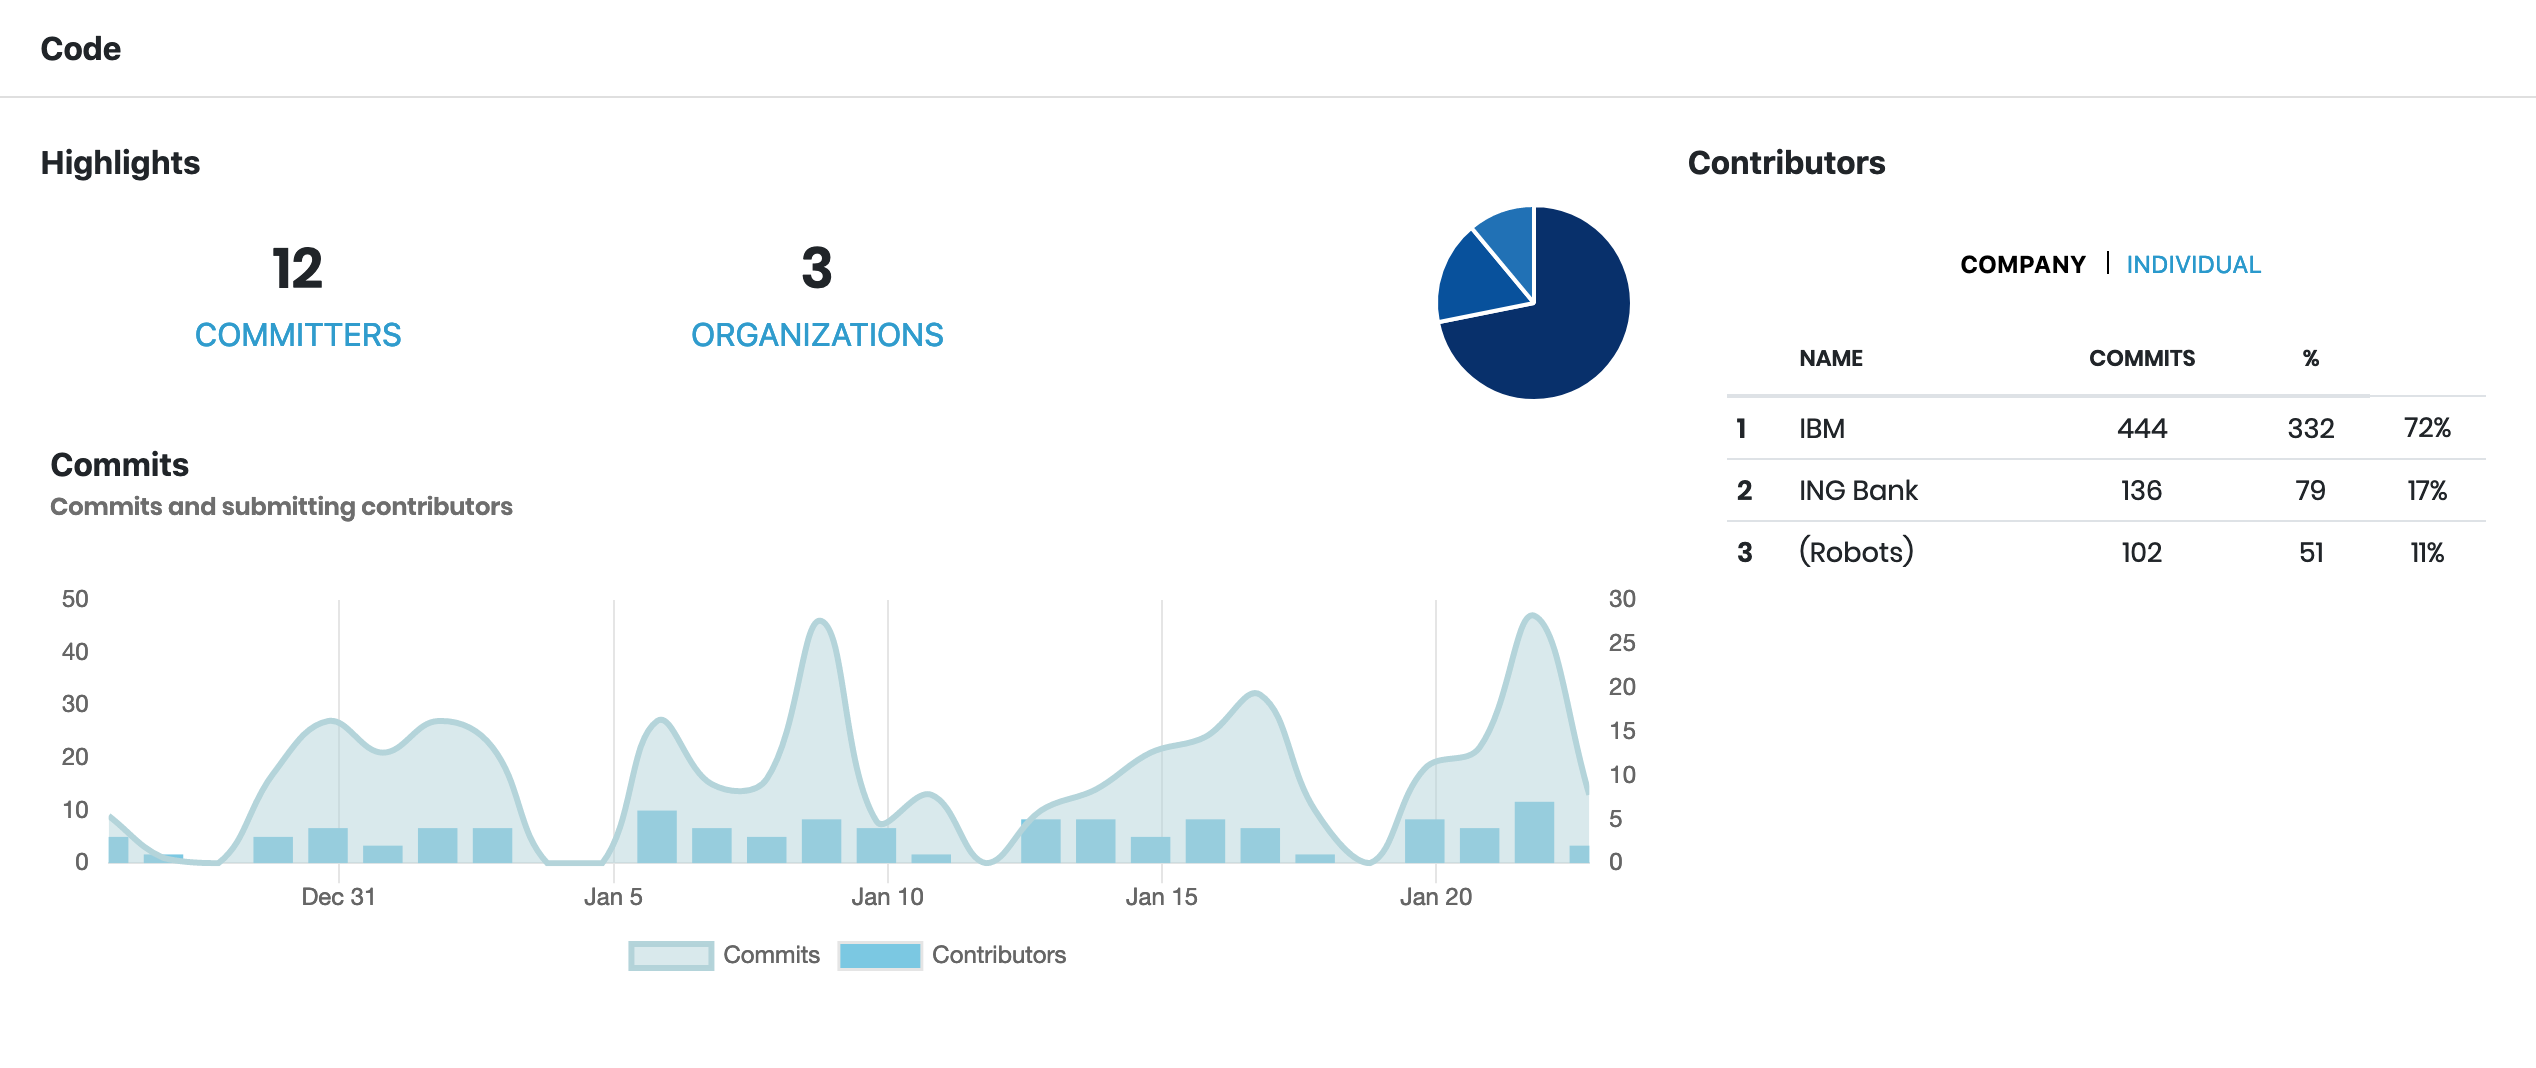 Code
Highlights
12
COMMITTERS
3
ORGANIZATIONS
Commits
Commits and submitting contributors
50
40
30
20
10
0
30
25
20
15
10
5
0
Dec 31 Jan 5 Jan 10 Jan 15 Jan 20
Commits Contributors
Contributors
COMPANY | INDIVIDUAL
NAME COMMITS %
1 IBM 444 332 72%
2 ING Bank 136 79 17%
3 (Robots) 102 51 11%